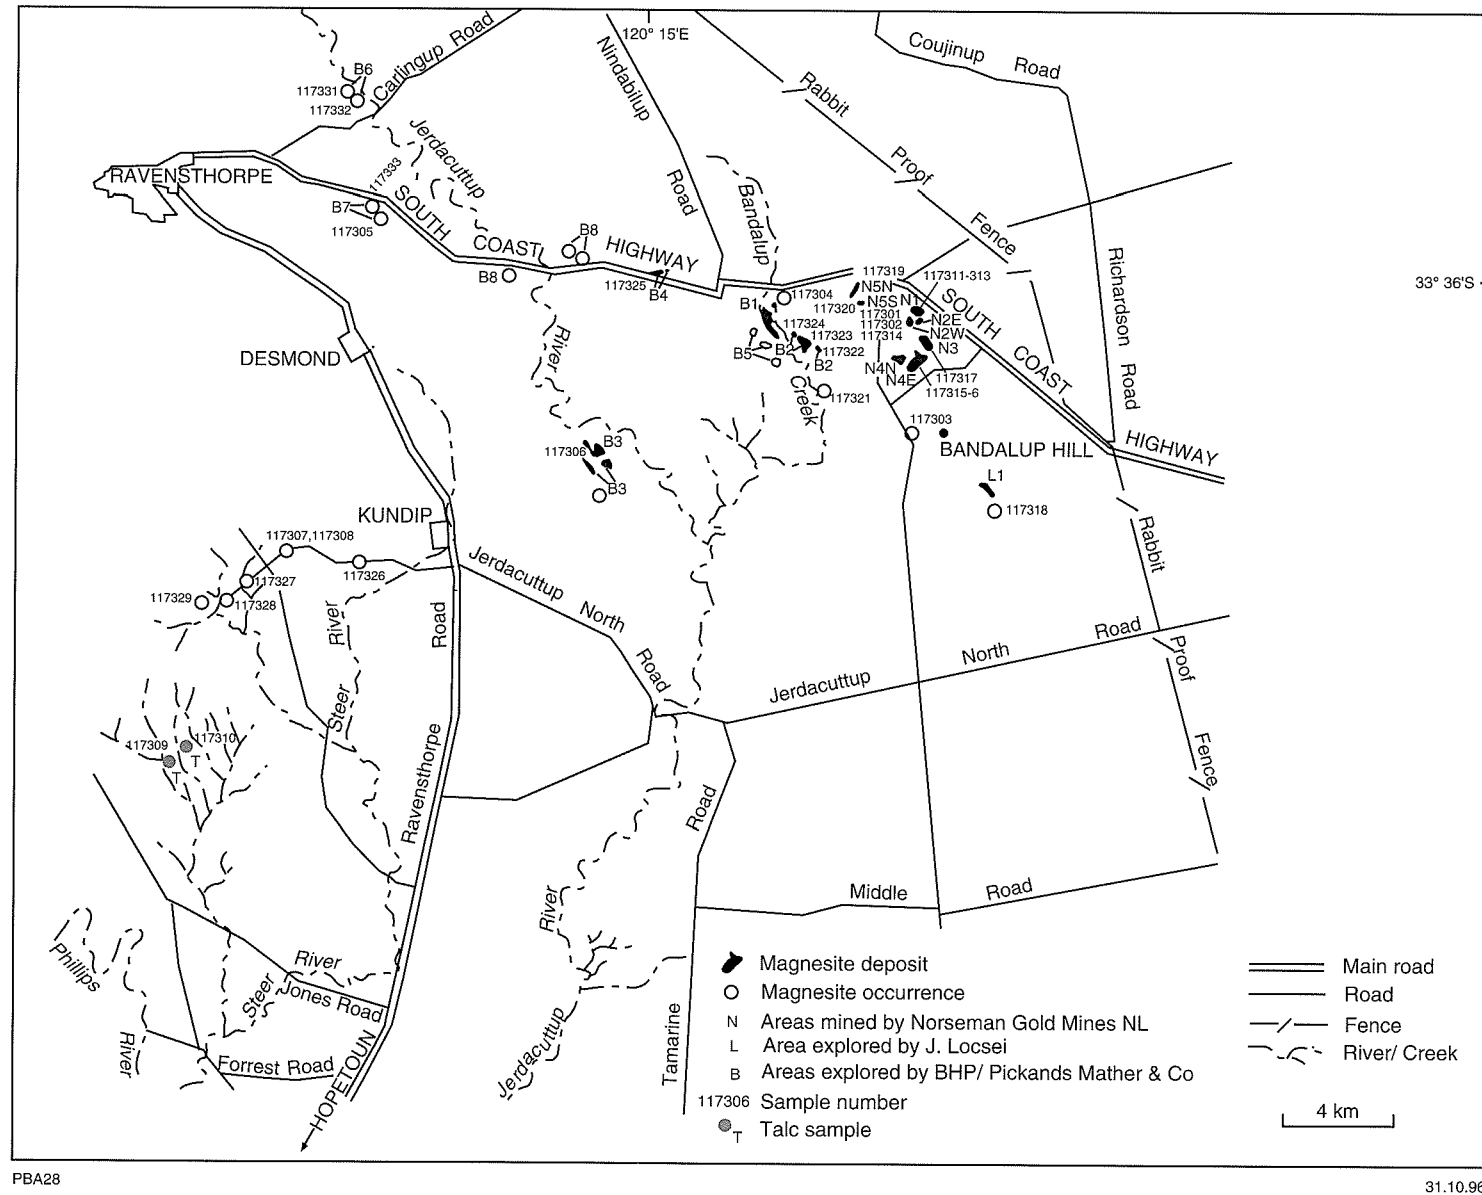 120° 15'E
Coujinup Road
Carlingup Road
Nindabilup Road
Rabbit Proof Fence
B6
117331
117332
Jerdacuttup
RAVENSTHORPE
117333
B7
117305
SOUTH COAST HIGHWAY
Bandalup
B8
B8
117325
B4
33° 36'S
117319
117311-313
N5N
N5S
N1
117320
117301
117302
117314
N2E
N2W
N3
SOUTH COAST HIGHWAY
Richardson Road
117304
B1
117324
117323
B2
117322
B2
B5
Creek
117321
N4N
N4E
117317
117315-6
River
DESMOND
117303
BANDALUP HILL
L1
117318
117306
B3
B3
KUNDIP
117307,117308
117326
117327
117328
117329
River
Steer
Road
Jerdacuttup North Road
Jerdacuttup North Road
Rabbit Proof Fence
117309
117310
T
T
Ravensthorpe
Road
River
Middle Road
Phillips
River
River
Steer
Jones Road
Forrest Road
HOPETOUN
Jerdacuttup
Tamarine
Magnesite deposit
Magnesite occurrence
N Areas mined by Norseman Gold Mines NL
L Area explored by J. Locsei
B Areas explored by BHP/ Pickands Mather & Co
117306 Sample number
T Talc sample
Main road
Road
Fence
River/ Creek
4 km
PBA28
31.10.96